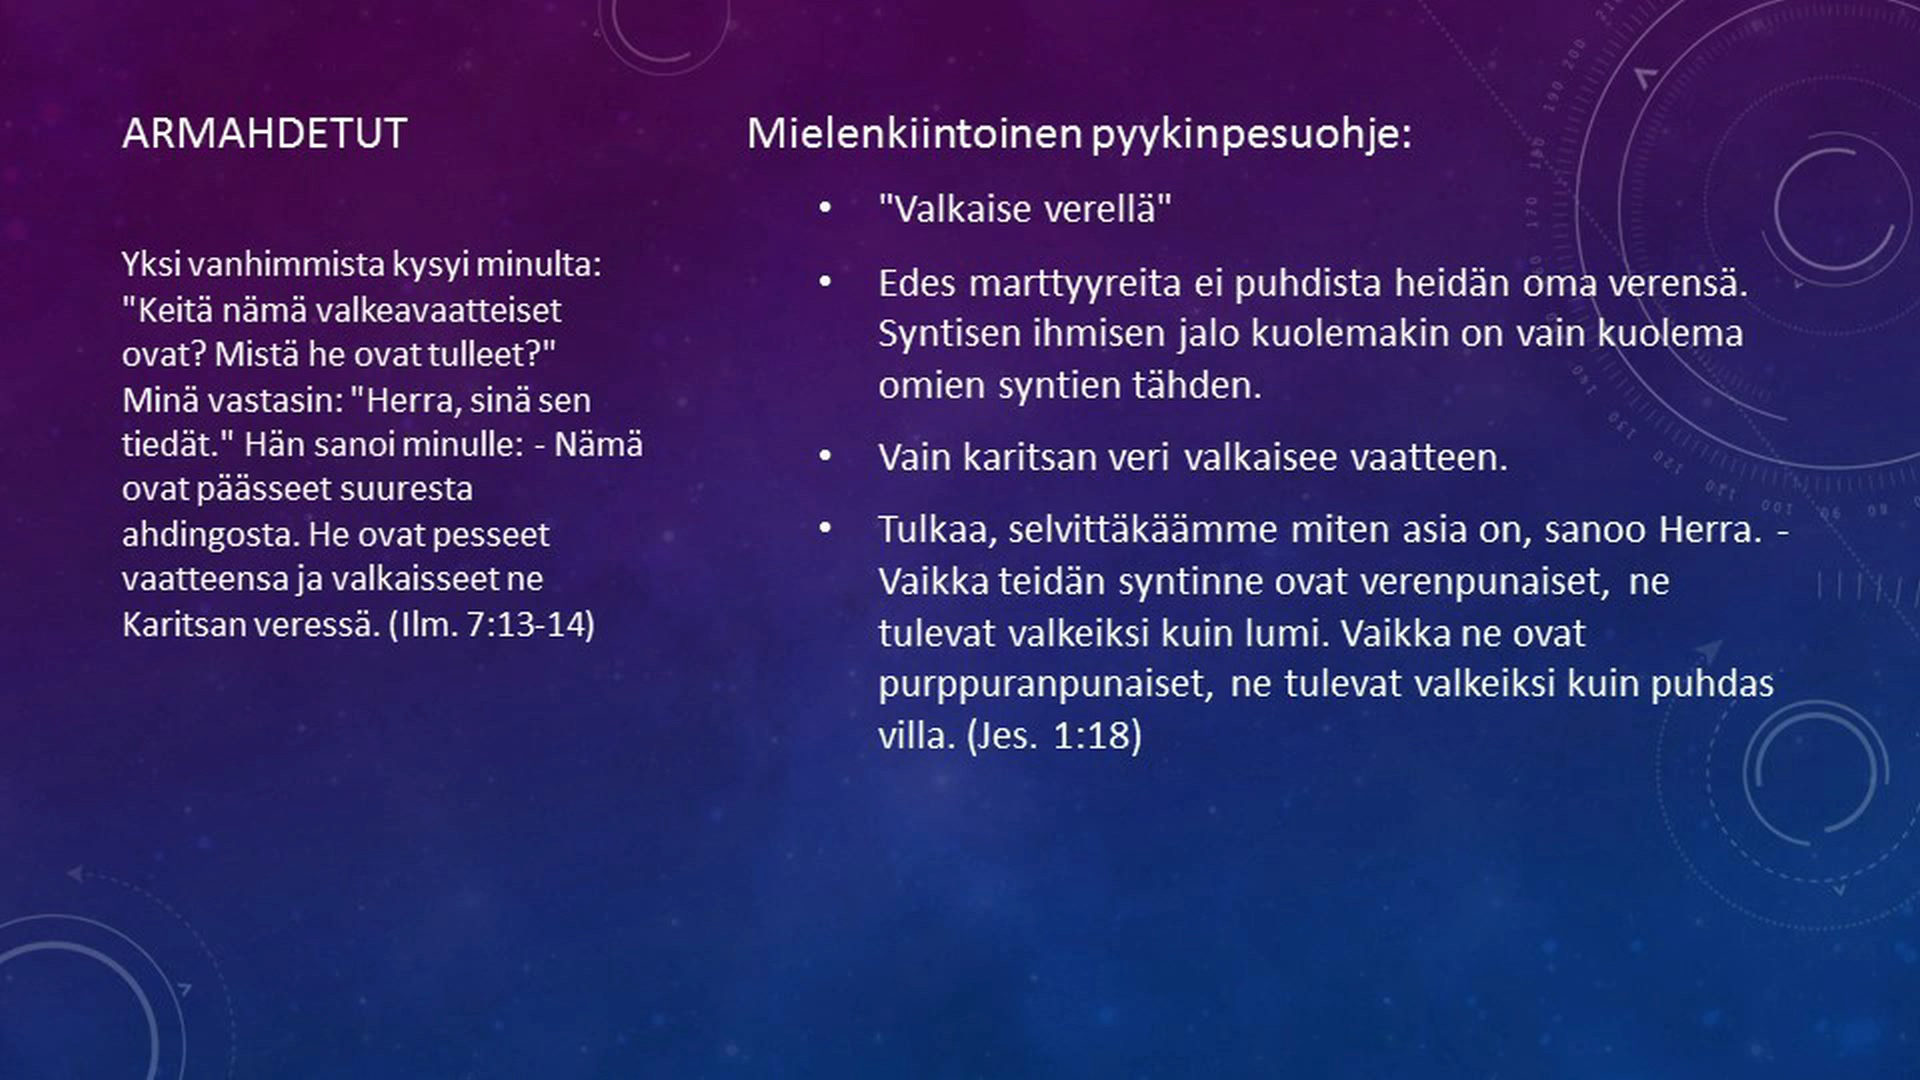 ARMAHDETUT
Yksi vanhimmista kysyi minulta:
"Keitä nämä valkeavaatteiset
ovat? Mistä he ovat tulleet?"
Minä vastasin: "Herra, sinä sen
tiedät." Hän sanoi minulle: - Nämä
ovat päässeet suuresta
ahdingosta. He ovat pesseet
vaatteensa ja valkaisseet ne
Karitsan veressä. (Ilm. 7:13-14)
Mielenkiintoinen pyykinpesuohje:
• "Valkaise verellä"
• Edes marttyyreita ei puhdista heidän oma verensä.
Syntisen ihmisen jalo kuolemakin on vain kuolema
omien syntien tähden.
• Vain karitsan veri valkaisee vaatteen.
• Tulkaa, selvittäkäämme miten asia on, sanoo Herra. -
Vaikka teidän syntinne ovat verenpunaiset, ne
tulevat valkeiksi kuin lumi. Vaikka ne ovat
purppuranpunaiset, ne tulevat valkeiksi kuin puhdas
villa. (Jes. 1:18)